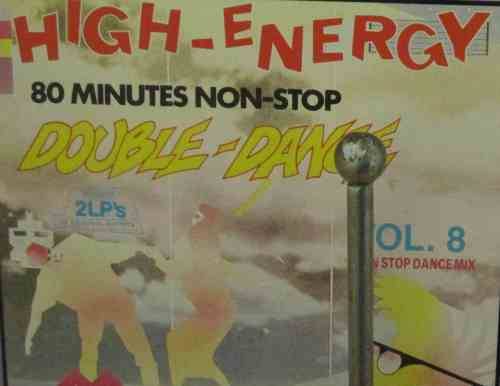 HIGH-ENERGY
80 MINUTES NON-STOP
DOUBLE-DANCE
2LP's
OL. 8
N STOP DANCE MIX